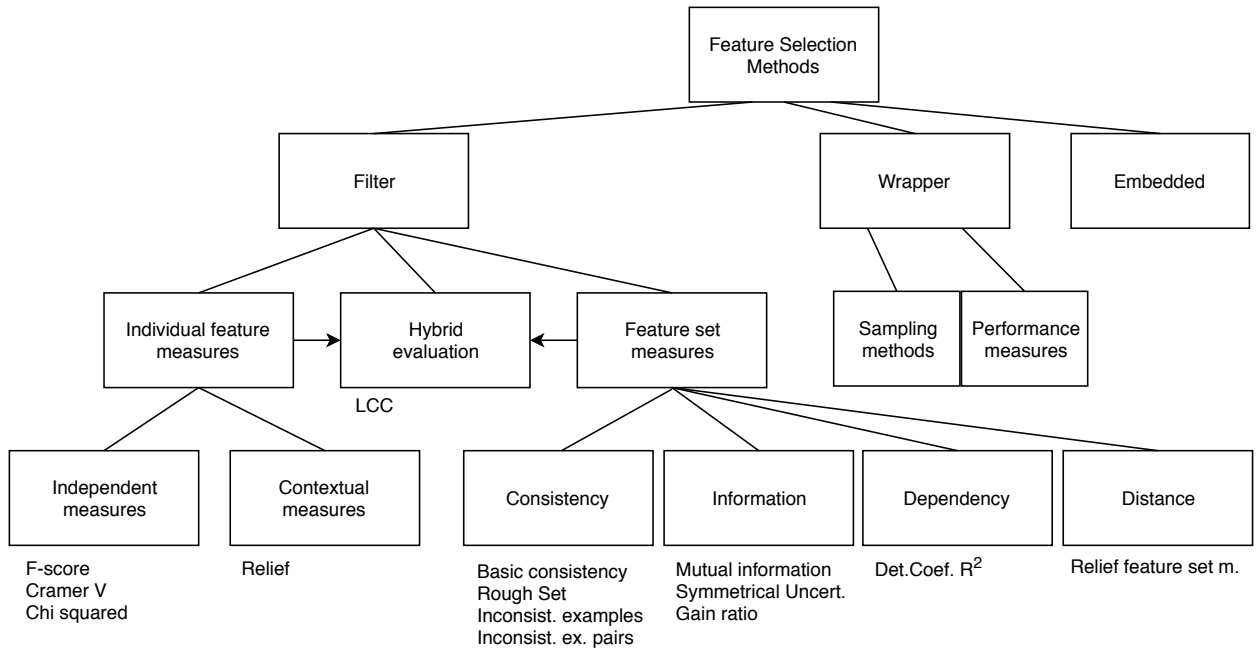 Feature Selection
Methods
Filter
Wrapper
Embedded
Individual feature
measures
Hybrid
evaluation
Feature set
measures
Sampling
methods
Performance
measures
LCC
Independent
measures
Contextual
measures
Consistency
Information
Dependency
Distance
F-score
Cramer V
Chi squared
Relief
Basic consistency
Rough Set
Inconsist. examples
Inconsist. ex. pairs
Mutual information
Symmetrical Uncert.
Gain ratio
Det.Coef. R²
Relief feature set m.